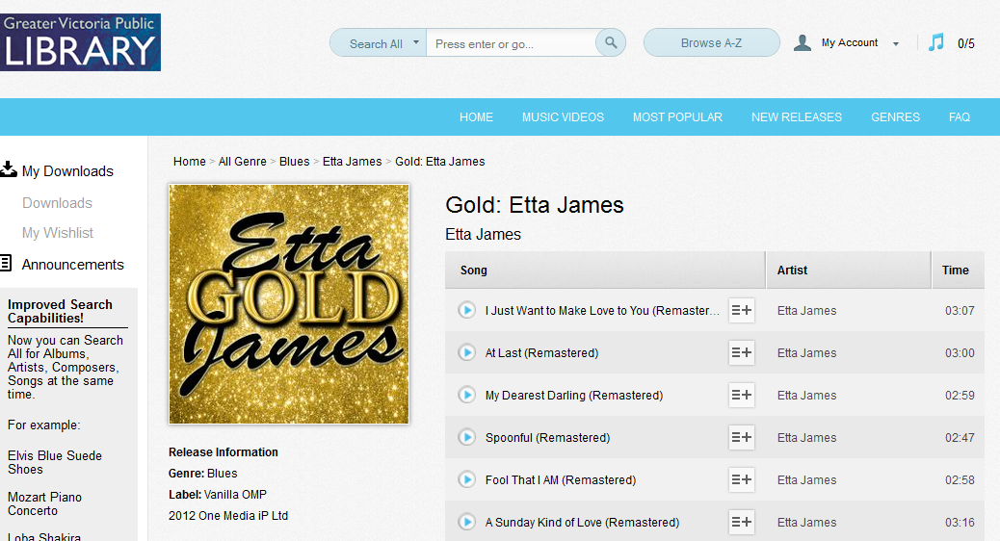 Greater Victoria Public
LIBRARY
Search All
Press enter or go...
Browse A-Z
My Account
0/5
HOME MUSIC VIDEOS MOST POPULAR NEW RELEASES GENRES FAQ
My Downloads
Downloads
My Wishlist
Announcements
Improved Search
Capabilities!
Now you can Search
All for Albums,
Artists, Composers,
Songs at the same
time.
For example:
Elvis Blue Suede
Shoes
Mozart Piano
Concerto
Loba Shakira
Home > All Genre > Blues > Etta James > Gold: Etta James
Etta
GOLD
James
Release Information
Genre: Blues
Label: Vanilla OMP
2012 One Media iP Ltd
Gold: Etta James
Etta James
Song Artist Time
I Just Want to Make Love to You (Remaster... Etta James 03:07
At Last (Remastered) Etta James 03:00
My Dearest Darling (Remastered) Etta James 02:59
Spoonful (Remastered) Etta James 02:47
Fool That I AM (Remastered) Etta James 02:58
A Sunday Kind of Love (Remastered) Etta James 03:16